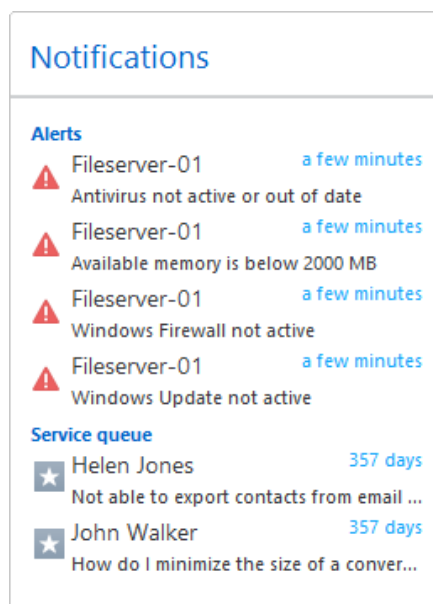 Notifications
Alerts
Fileserver-01 a few minutes
Antivirus not active or out of date
Fileserver-01 a few minutes
Available memory is below 2000 MB
Fileserver-01 a few minutes
Windows Firewall not active
Fileserver-01 a few minutes
Windows Update not active
Service queue
Helen Jones 357 days
Not able to export contacts from email ...
John Walker 357 days
How do I minimize the size of a conver...